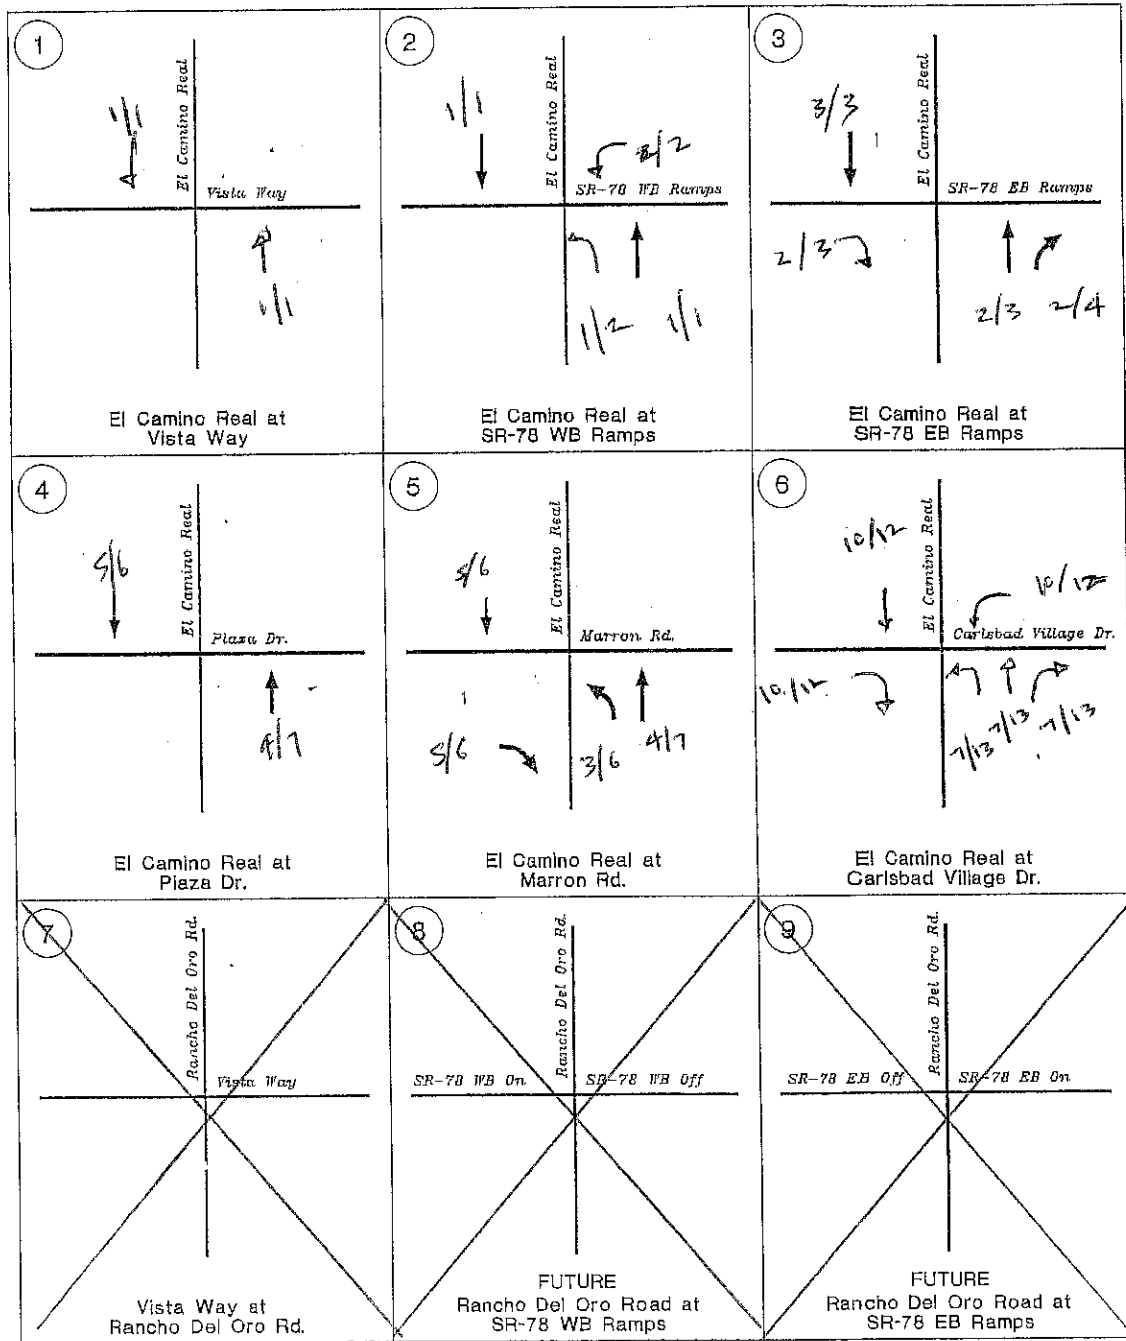 1
El Camino Real
1/1
Vista Way
1/1
El Camino Real at
Vista Way
2
El Camino Real
1/1
2/2
SR-78 WB Ramps
1/2 1/1
El Camino Real at
SR-78 WB Ramps
3
El Camino Real
3/3
SR-78 EB Ramps
2/3
2/3 2/4
El Camino Real at
SR-78 EB Ramps
4
El Camino Real
5/6
Plaza Dr.
4/7
El Camino Real at
Plaza Dr.
5
El Camino Real
5/6
Marron Rd.
5/6
3/6 4/7
El Camino Real at
Marron Rd.
6
El Camino Real
10/12
10/12
Carlsbad Village Dr.
10/12
7/13 7/13 7/13
El Camino Real at
Carlsbad Village Dr.
7
Rancho Del Oro Rd.
Vista Way
Vista Way at
Rancho Del Oro Rd.
8
Rancho Del Oro Rd.
SR-78 WB On SR-78 WB Off
FUTURE
Rancho Del Oro Road at
SR-78 WB Ramps
9
Rancho Del Oro Rd.
SR-78 EB Off SR-78 EB On
FUTURE
Rancho Del Oro Road at
SR-78 EB Ramps